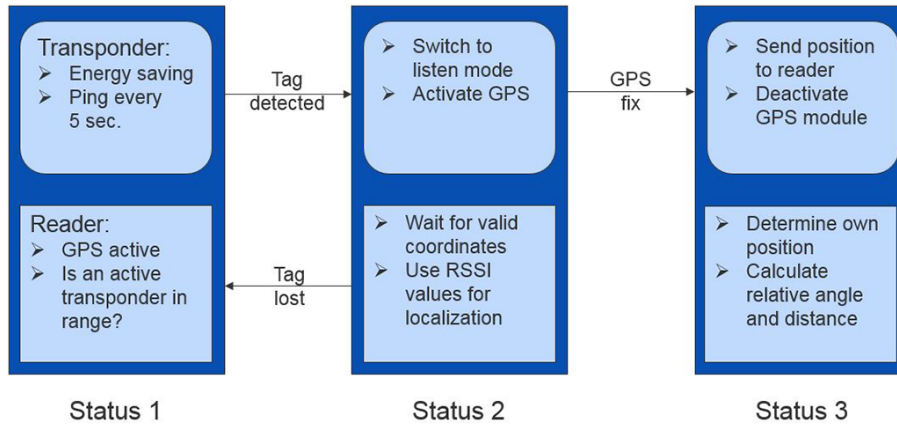 Transponder:
➢ Energy saving
➢ Ping every
5 sec.
Reader:
➢ GPS active
➢ Is an active
transponder in
range?
Status 1
Tag
detected
Tag
lost
➢ Switch to
listen mode
➢ Activate GPS
➢ Wait for valid
coordinates
➢ Use RSSI
values for
localization
Status 2
GPS
fix
➢ Send position
to reader
➢ Deactivate
GPS module
➢ Determine own
position
➢ Calculate
relative angle
and distance
Status 3